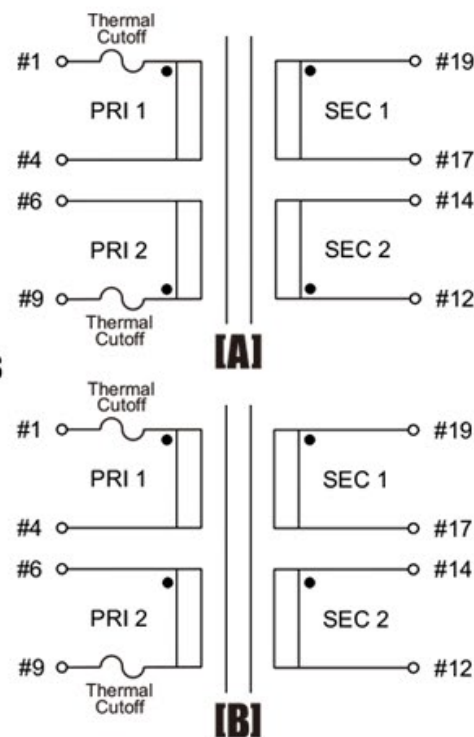 Thermal
Cutoff
#1
#19
PRI 1
SEC 1
#4
#17
#6
#14
PRI 2
SEC 2
#9
#12
Thermal
Cutoff
[A]
Thermal
Cutoff
#1
#19
PRI 1
SEC 1
#4
#17
#6
#14
PRI 2
SEC 2
#9
#12
Thermal
Cutoff
[B]